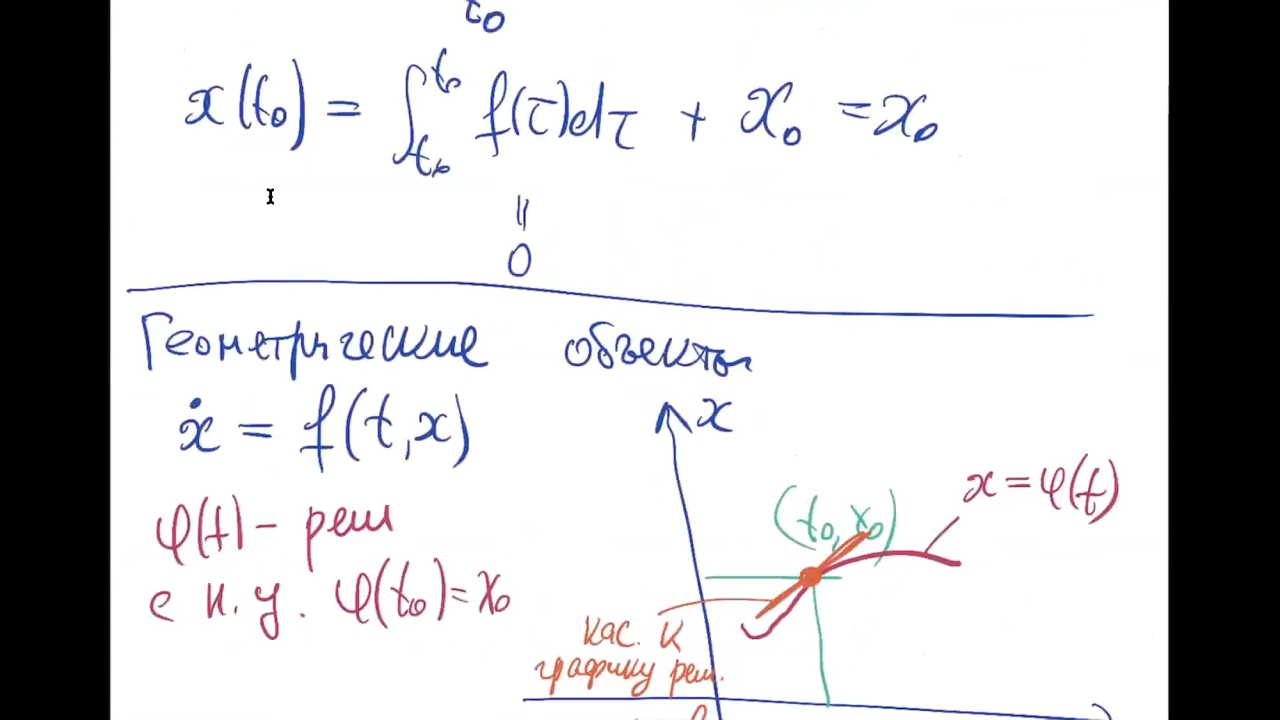 t₀
x(t₀) = ∫_{t₀}^{t₀} f(τ)dτ + x₀ = x₀
॥
0
Геометрические объекты
ẋ = f(t,x)
x
x = φ(t)
(t₀, x₀)
φ(t) – реш
с н. у. φ(t₀) = x₀
кас. к
графику реш.